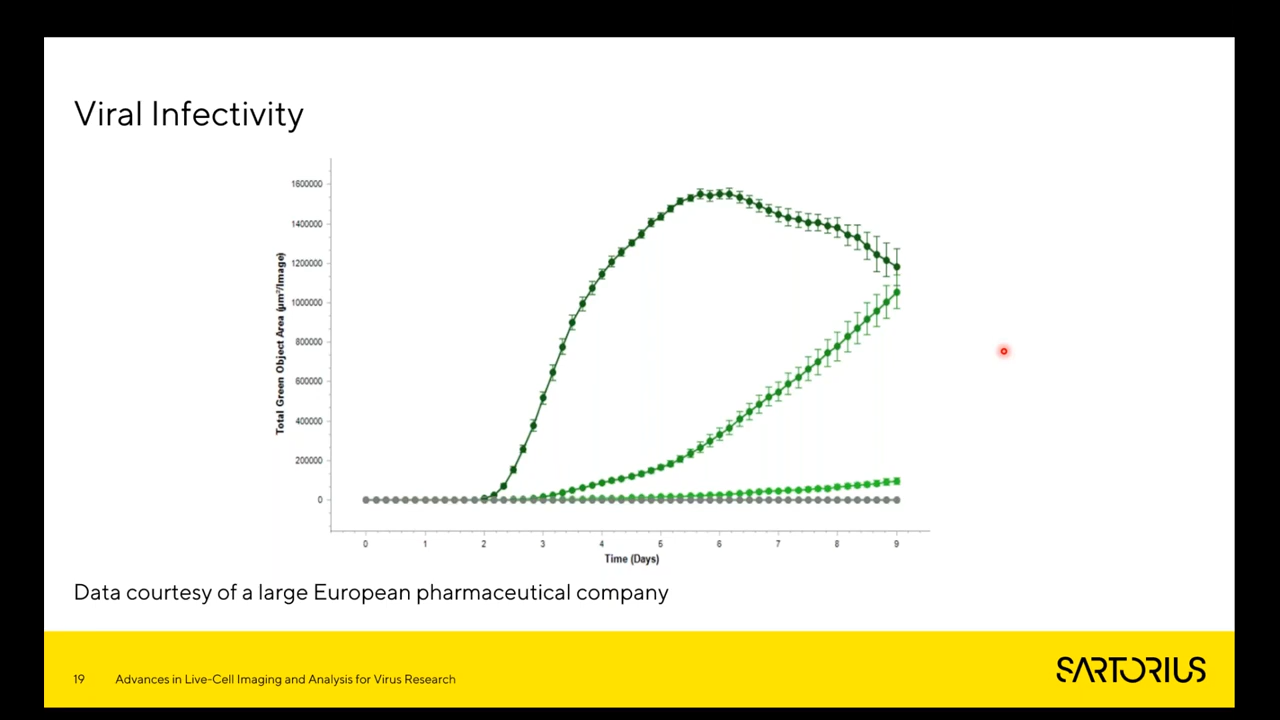 Viral Infectivity
1600000
1400000
1200000
1000000
800000
600000
400000
200000
0
Total Green Object Area (µm²/Image)
0 1 2 3 4 5 6 7 8 9
Time (Days)
Data courtesy of a large European pharmaceutical company
19 Advances in Live-Cell Imaging and Analysis for Virus Research
SARTORIUS